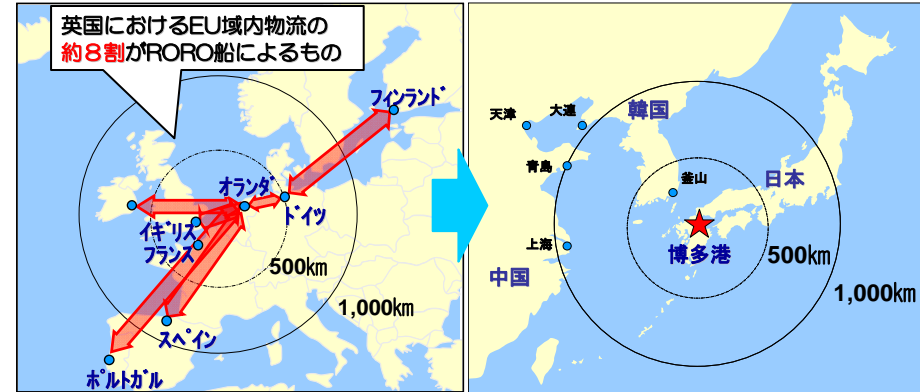 英国におけるEU域内物流の
約8割がRORO船によるもの
フィンランド
オランダ
ドイツ
イギリス
フランス
500km
1,000km
スペイン
ポルトガル
天津
大連
韓国
青島
釜山
日本
上海
博多港
中国
500km
1,000km